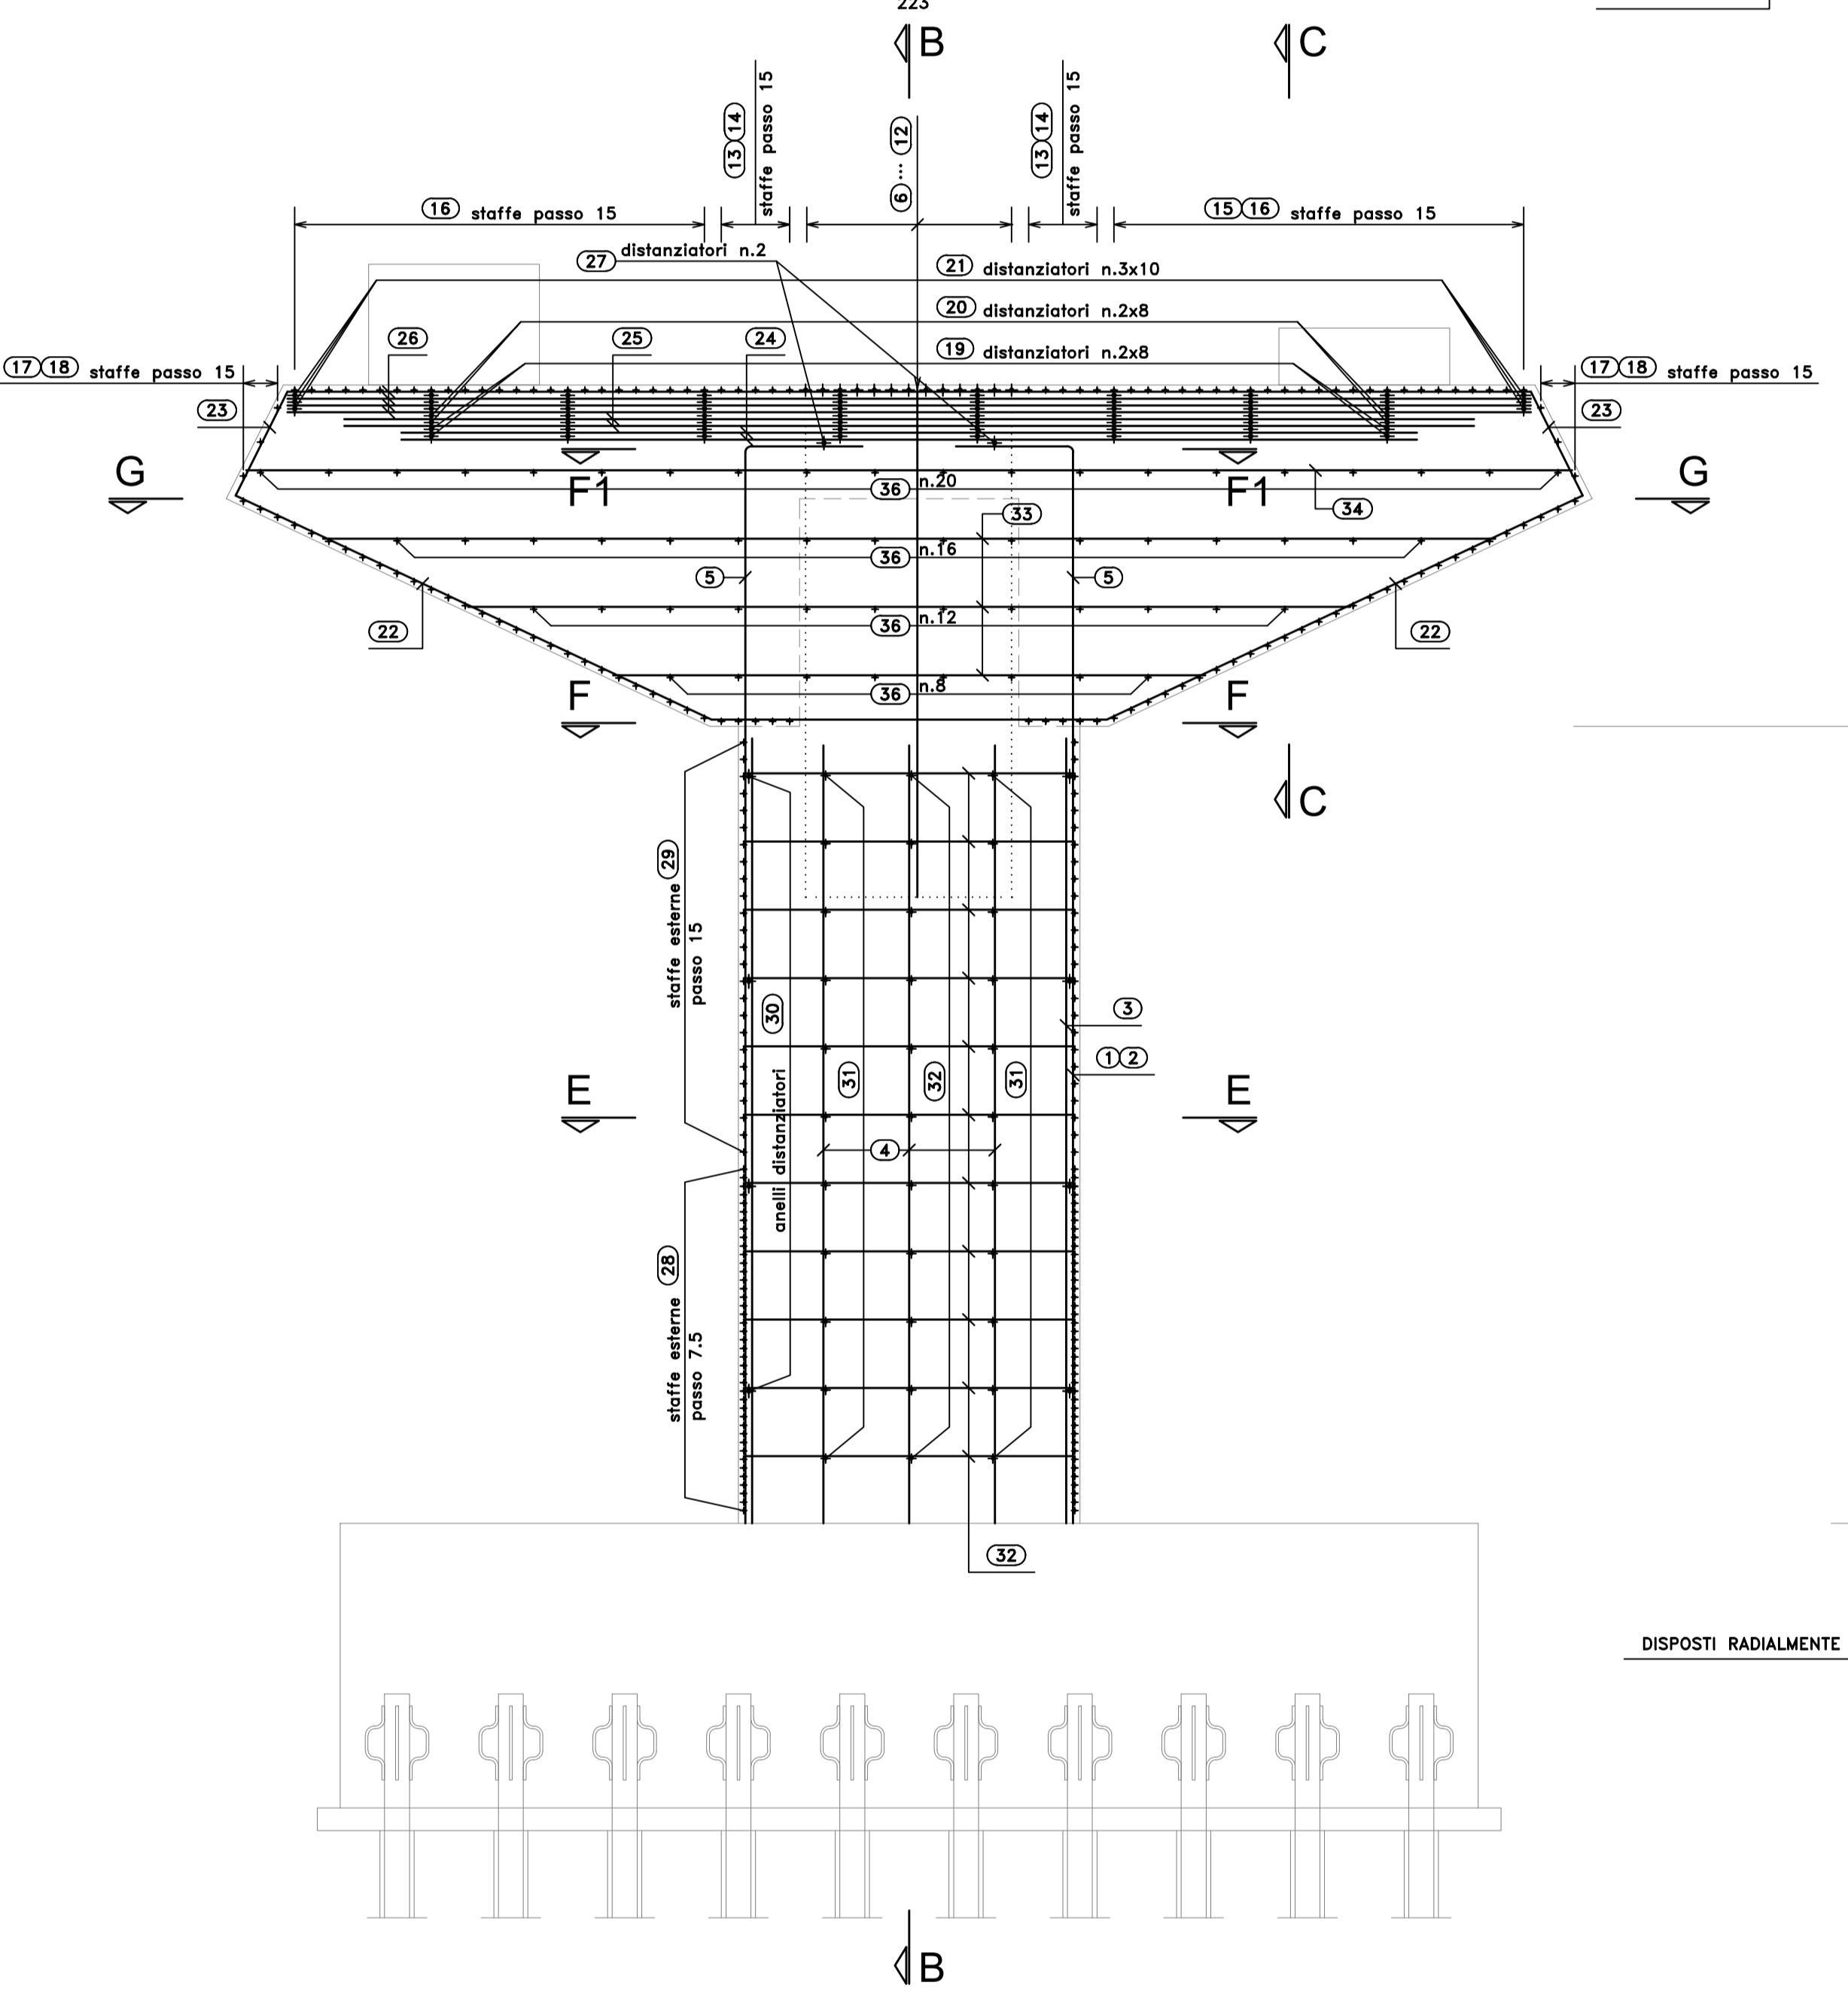 223
B
C
13 14
staffe passo 15
6 ... 12
13 14
staffe passo 15
16 staffe passo 15
15 16 staffe passo 15
27 distanziatori n.2
21 distanziatori n.3x10
20 distanziatori n.2x8
19 distanziatori n.2x8
26
25
24
17 18 staffe passo 15
17 18 staffe passo 15
23
23
G
F1
F1
G
36 n.20
34
33
36 n.16
5
5
36 n.12
22
22
36 n.8
F
F
C
staffe esterne 29
passo 15
30
anelli distanziatori
3
1 2
31
32
31
E
E
4
staffe esterne 28
passo 7.5
32
DISPOSTI RADIALMENTE
B